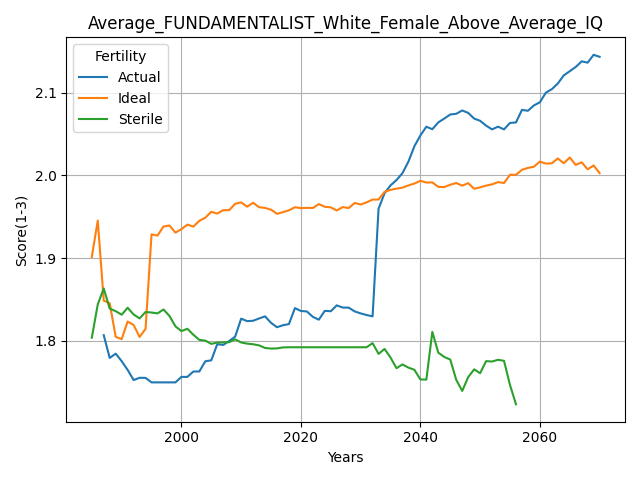 Average_FUNDAMENTALIST_White_Female_Above_Average_IQ
Fertility
Actual
Ideal
Sterile
Score(1-3)
2.1
2.0
1.9
1.8
2000
2020
2040
2060
Years